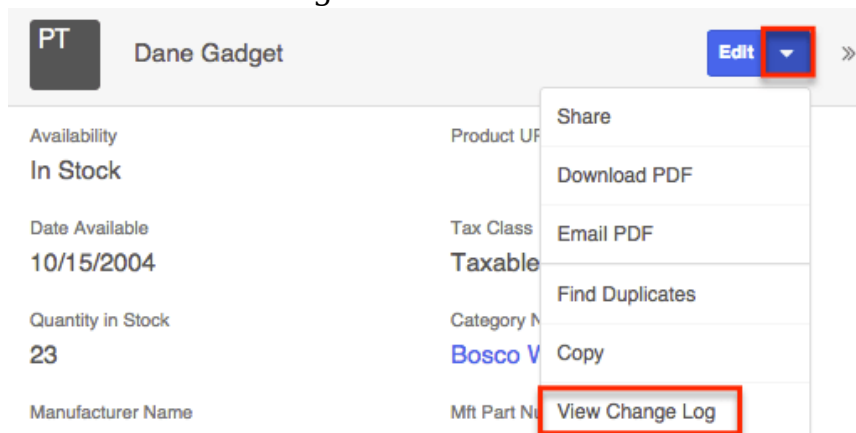 PT
Dane Gadget
Edit
Share
Availability
Product
In Stock
Download PDF
Date Available
Tax Class
Email PDF
10/15/2004
Taxable
Find Duplicates
Quantity in Stock
Category
23
Bosco
Copy
Manufacturer Name
Mft Part
View Change Log